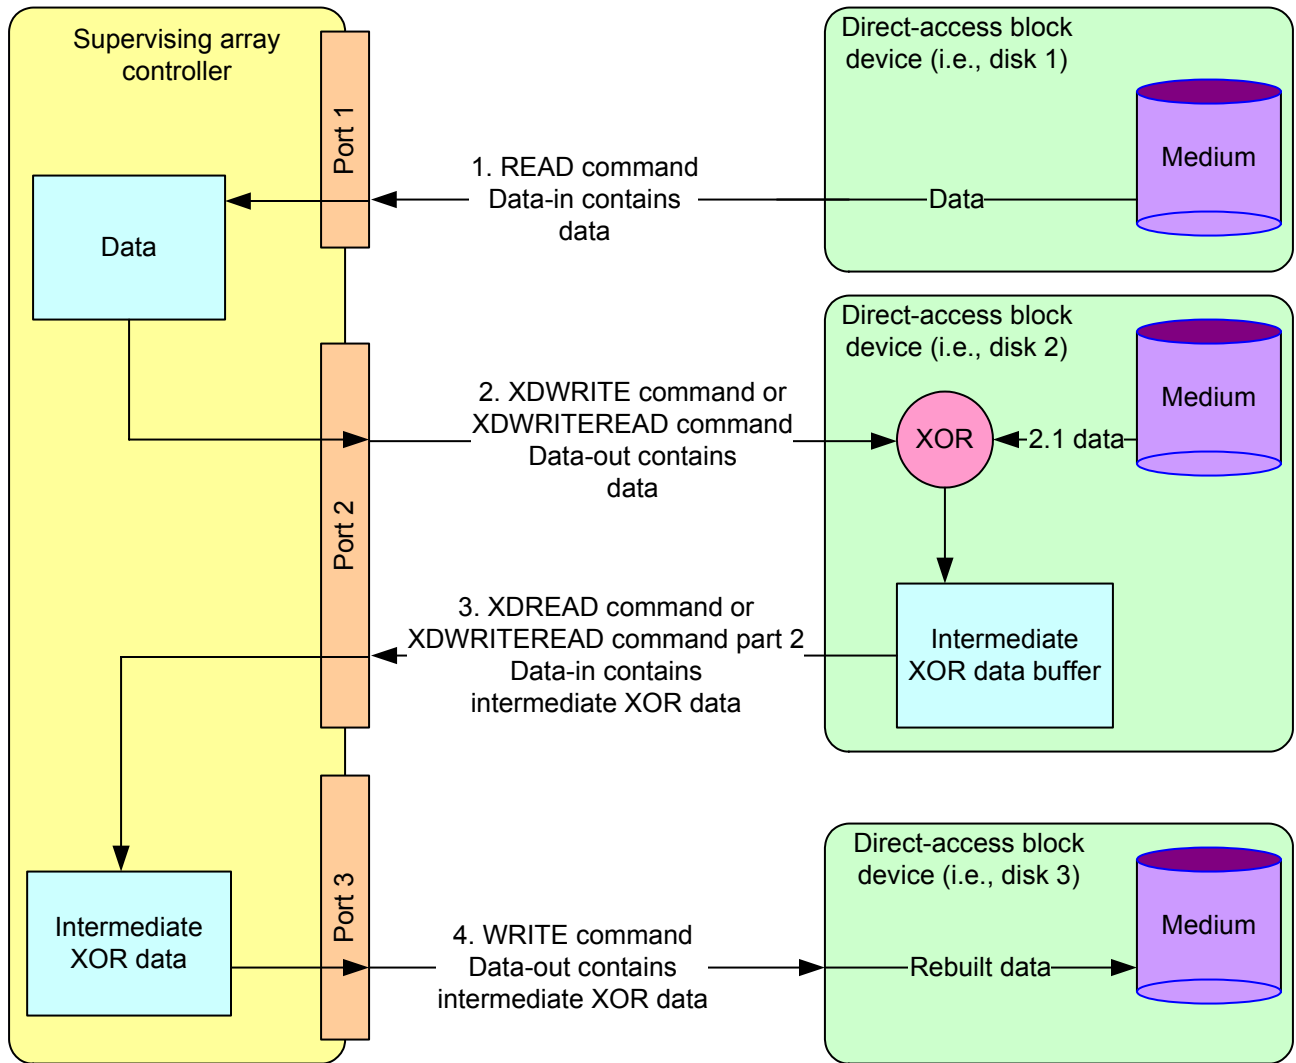 Supervising array
controller
Port 1
Data
1. READ command
Data-in contains
data
Direct-access block
device (i.e., disk 1)
Data
Medium
Port 2
2. XDWRITE command or
XDWRITEREAD command
Data-out contains
data
Direct-access block
device (i.e., disk 2)
XOR
2.1 data
Medium
3. XDREAD command or
XDWRITEREAD command part 2
Data-in contains
intermediate XOR data
Intermediate
XOR data buffer
Port 3
Intermediate
XOR data
4. WRITE command
Data-out contains
intermediate XOR data
Direct-access block
device (i.e., disk 3)
Rebuilt data
Medium